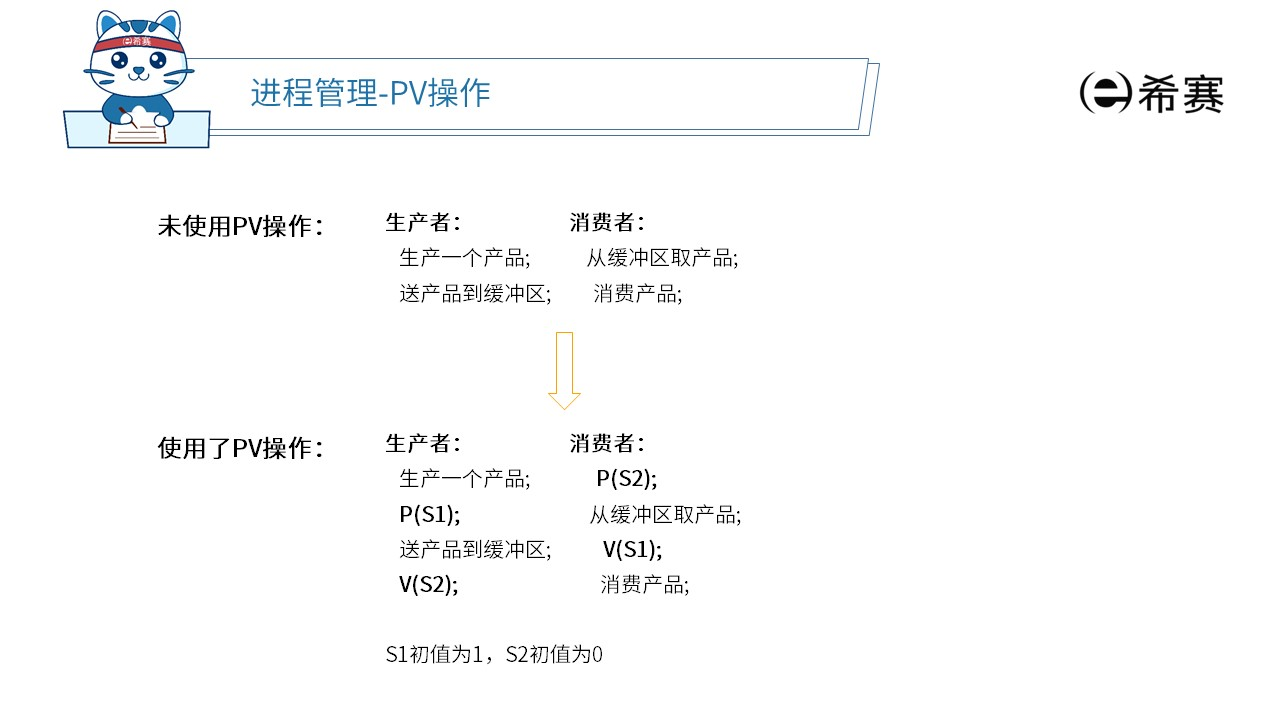 希赛
进程管理-PV操作
希赛
未使用PV操作：
生产者：
生产一个产品;
送产品到缓冲区;
消费者：
从缓冲区取产品;
消费产品;
使用了PV操作：
生产者：
生产一个产品;
P(S1);
送产品到缓冲区;
V(S2);
消费者：
P(S2);
从缓冲区取产品;
V(S1);
消费产品;
S1初值为1，S2初值为0